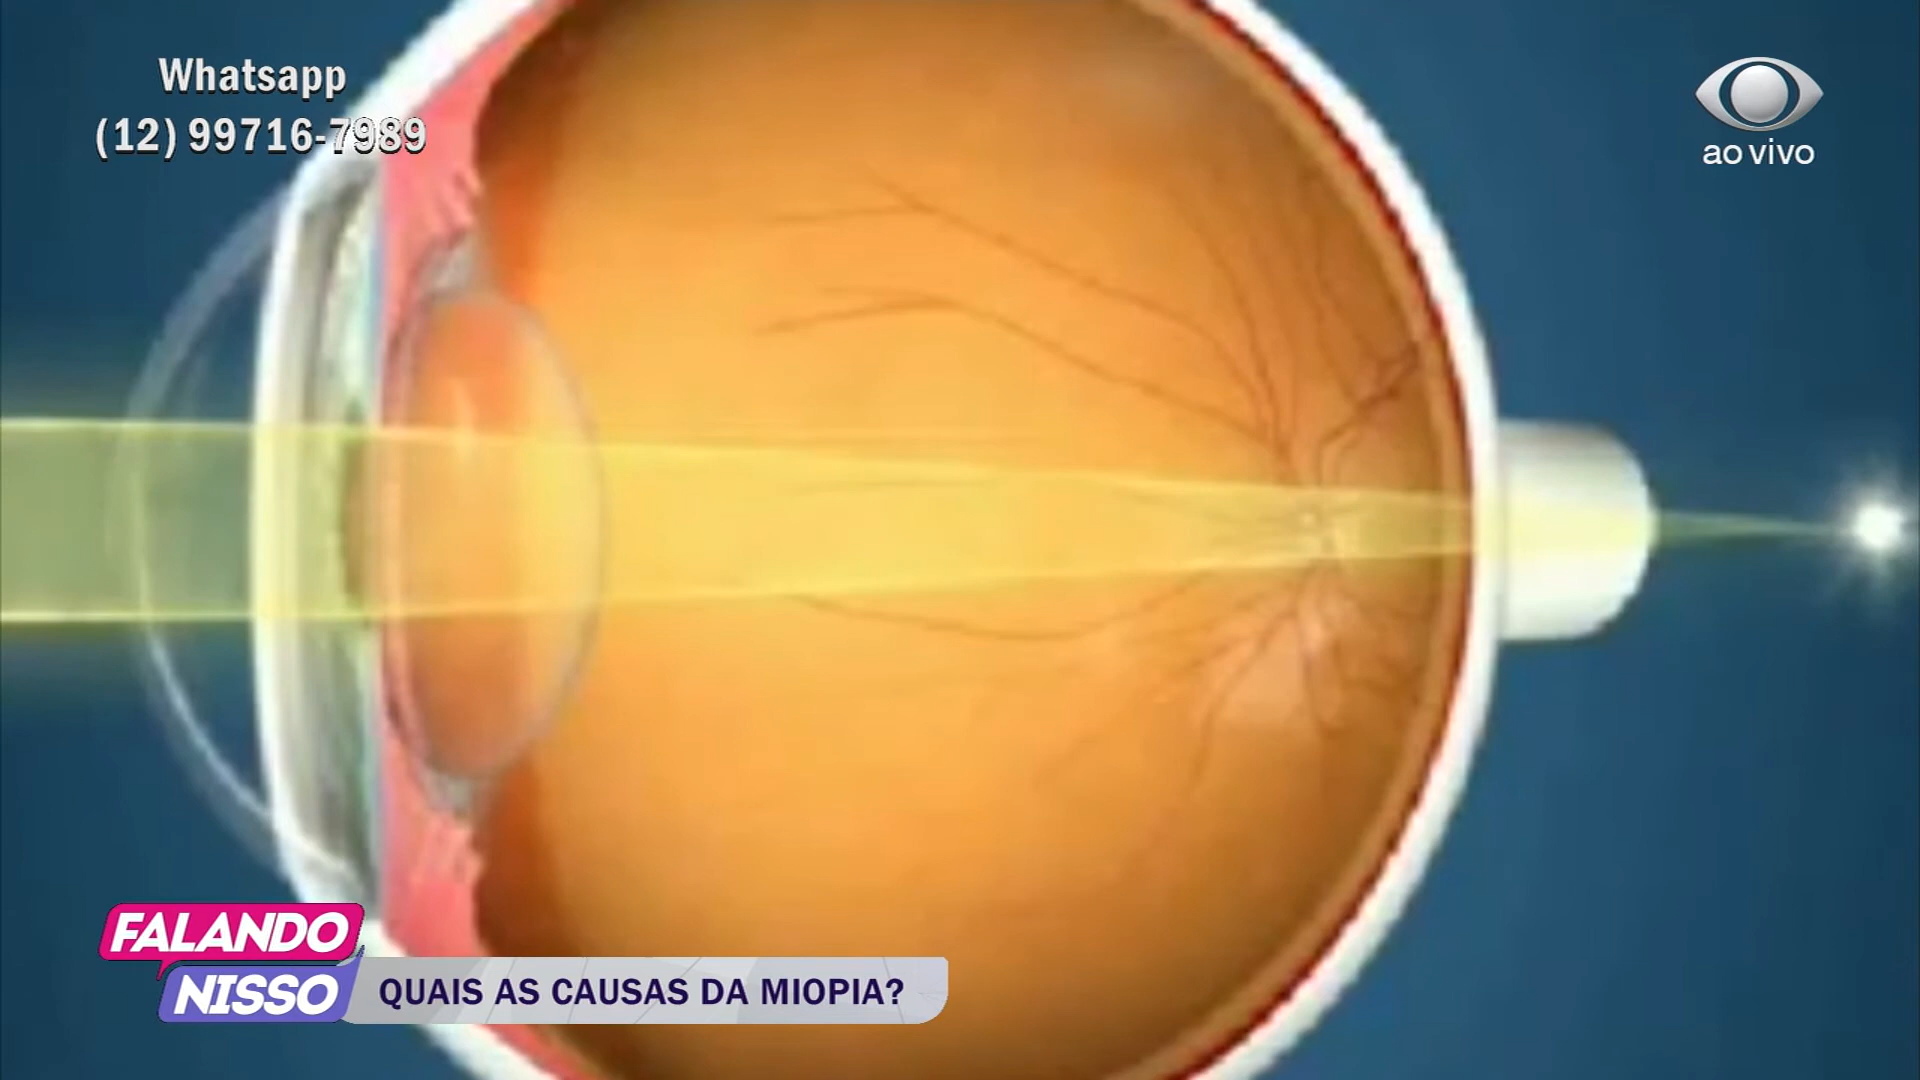 Whatsapp
(12) 99716-7989
ao vivo
FALANDO
NISSO
QUAIS AS CAUSAS DA MIOPIA?